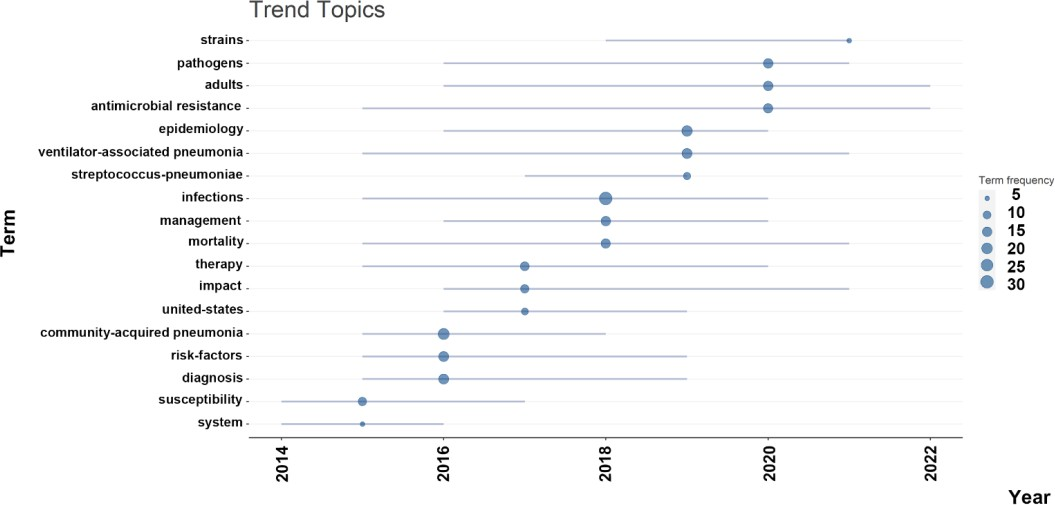 Trend Topics
Term
strains
pathogens
adults
antimicrobial resistance
epidemiology
ventilator-associated pneumonia
streptococcus-pneumoniae
infections
management
mortality
therapy
impact
united-states
community-acquired pneumonia
risk-factors
diagnosis
susceptibility
system
2014
2016
2018
2020
2022
Year
Term frequency
5
10
15
20
25
30